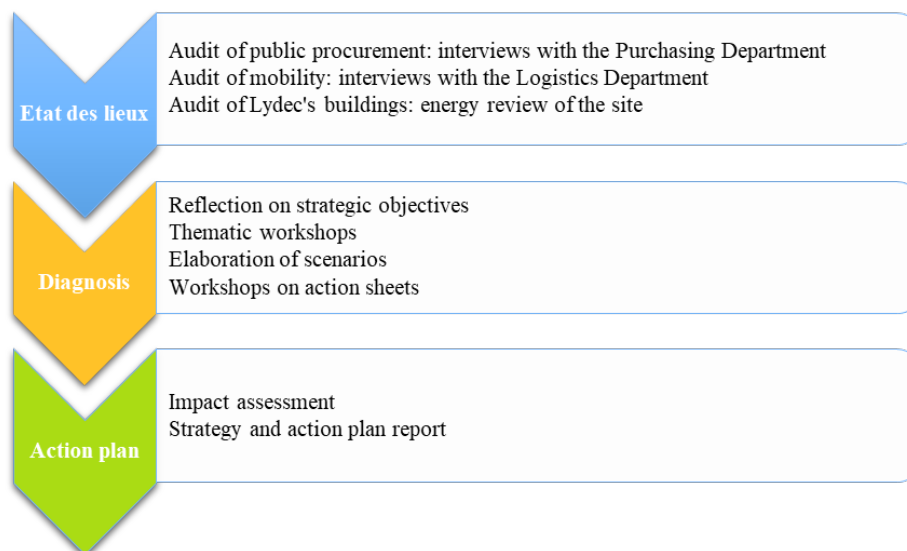 Etat des lieux
Audit of public procurement: interviews with the Purchasing Department
Audit of mobility: interviews with the Logistics Department
Audit of Lydec's buildings: energy review of the site
Diagnosis
Reflection on strategic objectives
Thematic workshops
Elaboration of scenarios
Workshops on action sheets
Action plan
Impact assessment
Strategy and action plan report